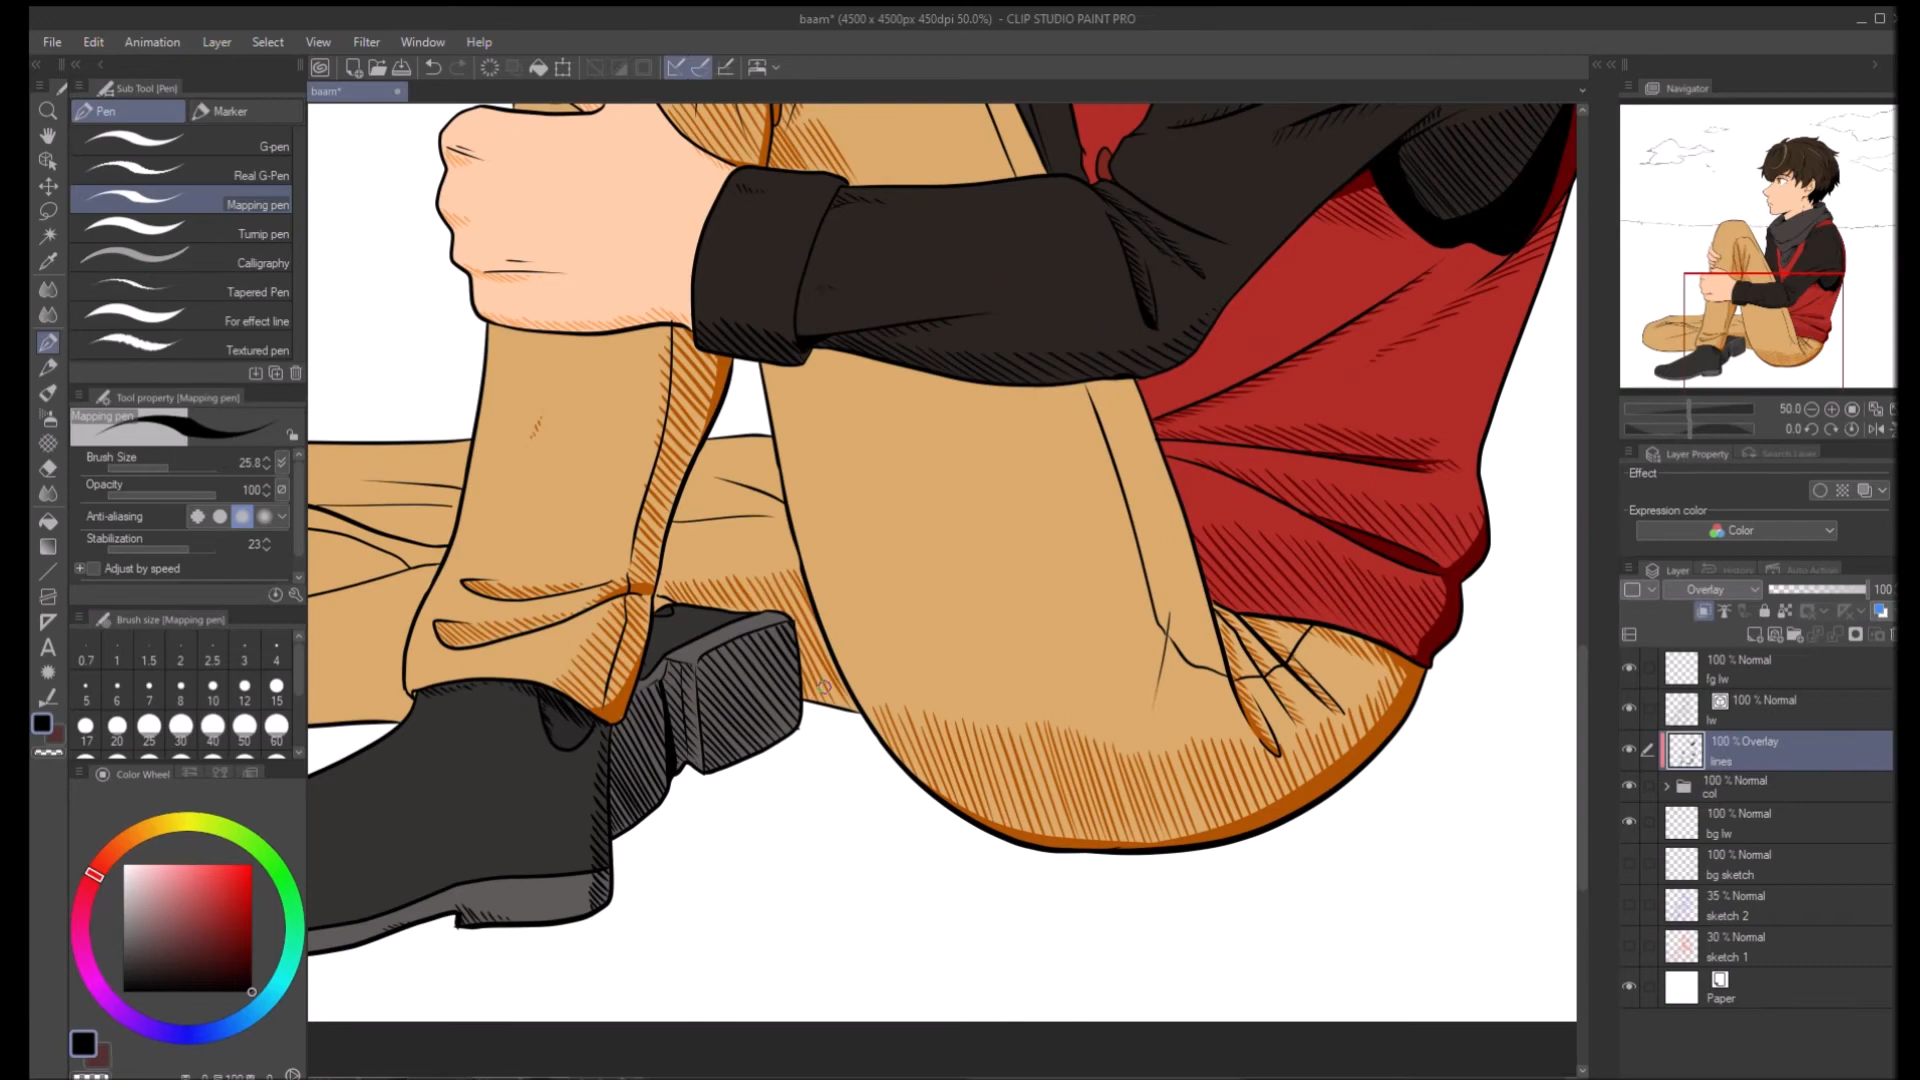 baam* (4500 x 4500px 450dpi 50.0%) - CLIP STUDIO PAINT PRO
File Edit Animation Layer Select View Filter Window Help
Sub Tool [Pen]
Pen Marker
G-pen
Real G-Pen
Mapping pen
Turnip pen
Calligraphy
Tapered Pen
For effect line
Textured pen
Tool property [Mapping pen]
Mapping pen
Brush Size 25.8
Opacity 100
Anti-aliasing
Stabilization 23
Adjust by speed
Brush size [Mapping pen]
0.7 1 1.5 2 2.5 3 4
5 6 7 8 10 12 15
17 20 25 30 40 50 60
Color Wheel
baam*
Navigator
50.0
0.0
Layer Property Search Layer
Effect
Expression color
Color
Layer History Auto Action
Overlay 100
100 % Normal
fg lw
100 % Normal
lw
100 % Overlay
lines
100 % Normal
col
100 % Normal
bg lw
100 % Normal
bg sketch
35 % Normal
sketch 2
30 % Normal
sketch 1
Paper